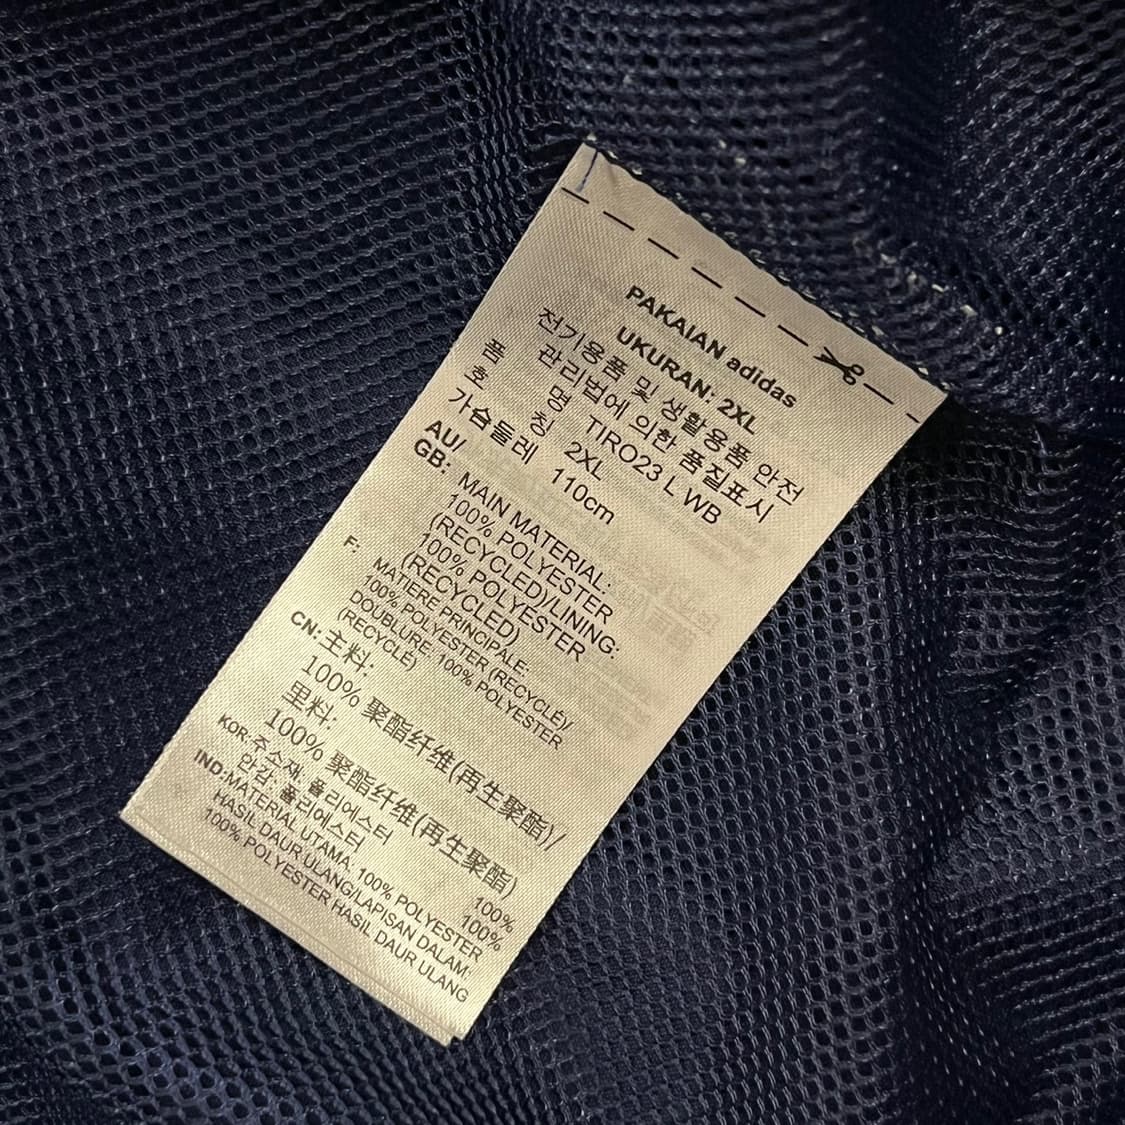 PAKAIAN adidas
UKURAN: 2XL
전기용품 및 생활용품 안전
관리법에 의한 품질표시
품 명 TIRO23 L WB
호 칭 2XL
가슴둘레 110cm
AU/
GB: MAIN MATERIAL:
100% POLYESTER
(RECYCLED)/LINING:
100% POLYESTER
(RECYCLED)
F: MATIERE PRINCIPALE:
100% POLYESTER (RECYCLÉ)/
DOUBLURE: 100% POLYESTER
(RECYCLÉ)
CN: 主料:
100% 聚酯纤维(再生聚酯)/
里料:
100% 聚酯纤维(再生聚酯)
KOR: 주소재: 폴리에스터 100%
안감: 폴리에스터 100%
IND:MATERIAL UTAMA: 100% POLYESTER
HASIL DAUR ULANG/LAPISAN DALAM:
100% POLYESTER HASIL DAUR ULANG